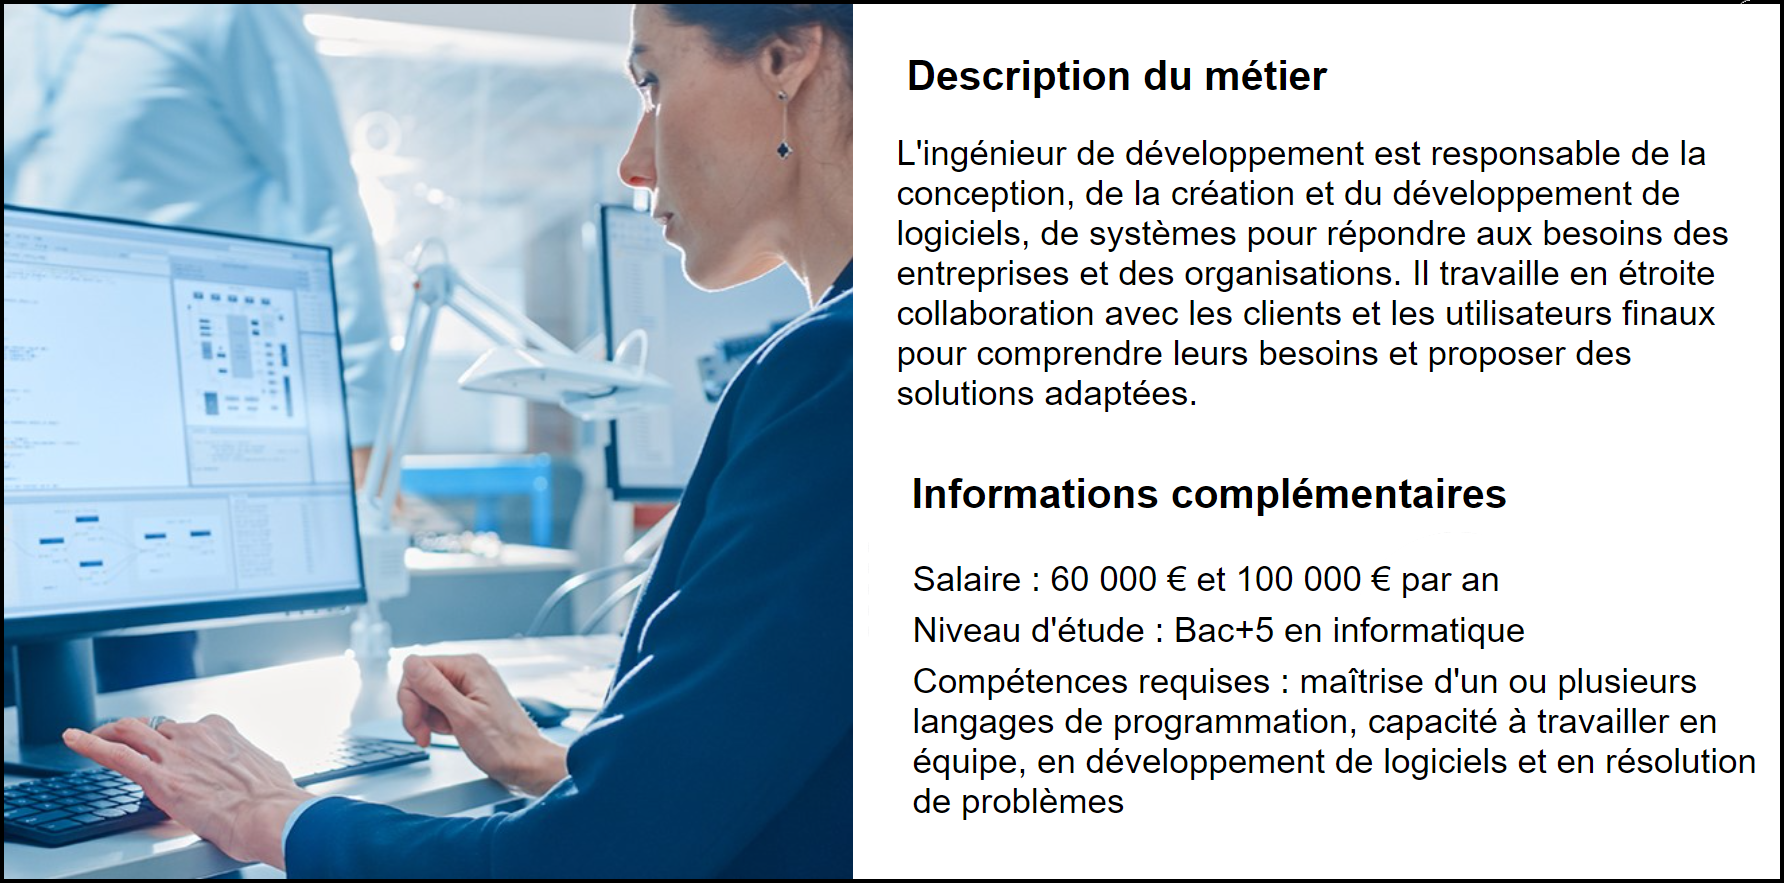 Description du métier
L'ingénieur de développement est responsable de la
conception, de la création et du développement de
logiciels, de systèmes pour répondre aux besoins des
entreprises et des organisations. Il travaille en étroite
collaboration avec les clients et les utilisateurs finaux
pour comprendre leurs besoins et proposer des
solutions adaptées.
Informations complémentaires
Salaire : 60 000 € et 100 000 € par an
Niveau d'étude : Bac+5 en informatique
Compétences requises : maîtrise d'un ou plusieurs
langages de programmation, capacité à travailler en
équipe, en développement de logiciels et en résolution
de problèmes